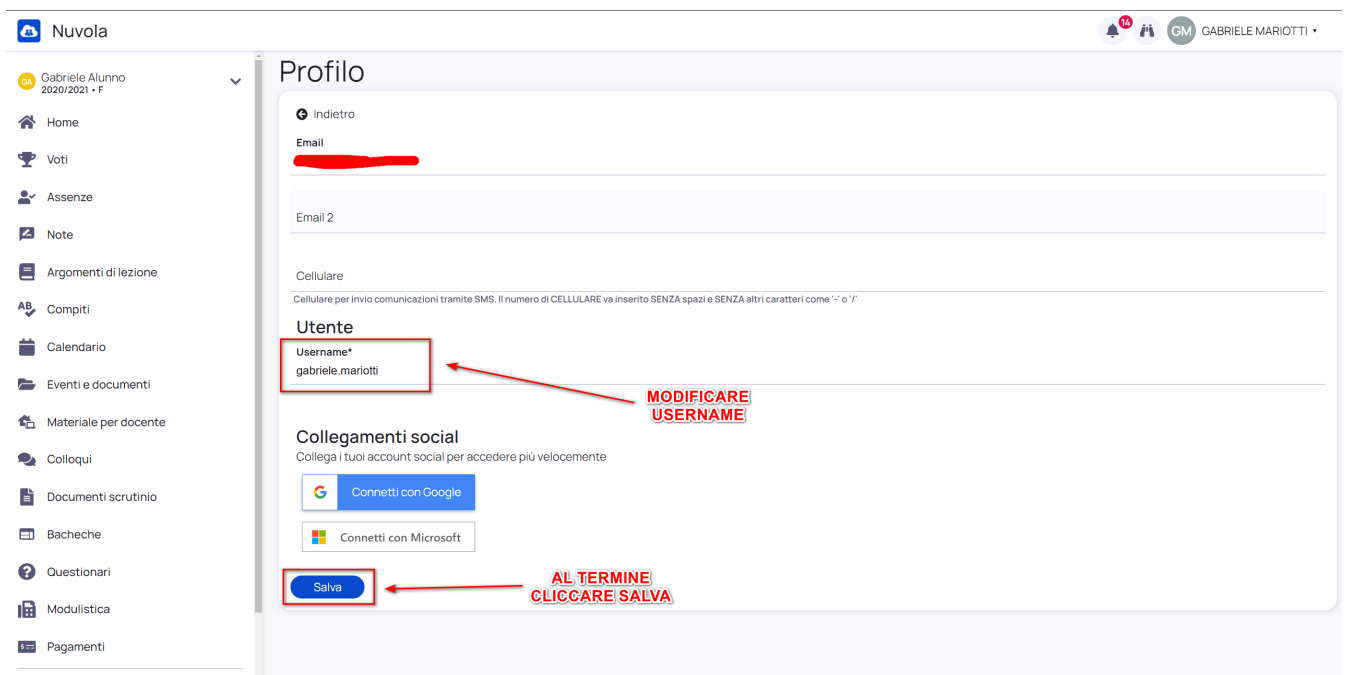 Nuvola
14
GM
GABRIELE MARIOTTI
GA
Gabriele Alunno
2020/2021 • F
Home
Voti
Assenze
Note
Argomenti di lezione
AB
Compiti
Calendario
Eventi e documenti
Materiale per docente
Colloqui
Documenti scrutinio
Bacheche
Questionari
Modulistica
Pagamenti
Profilo
Indietro
Email
Email 2
Cellulare
Cellulare per invio comunicazioni tramite SMS. Il numero di CELLULARE va inserito SENZA spazi e SENZA altri caratteri come '-' o '/'
Utente
Username*
gabriele.mariotti
MODIFICARE
USERNAME
Collegamenti social
Collega i tuoi account social per accedere più velocemente
G
Connetti con Google
Connetti con Microsoft
Salva
AL TERMINE
CLICCARE SALVA